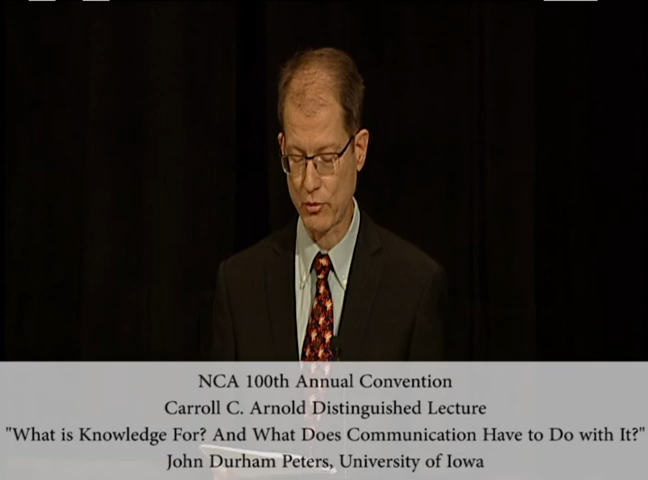 NCA 100th Annual Convention
Carroll C. Arnold Distinguished Lecture
"What is Knowledge For? And What Does Communication Have to Do with It?"
John Durham Peters, University of Iowa